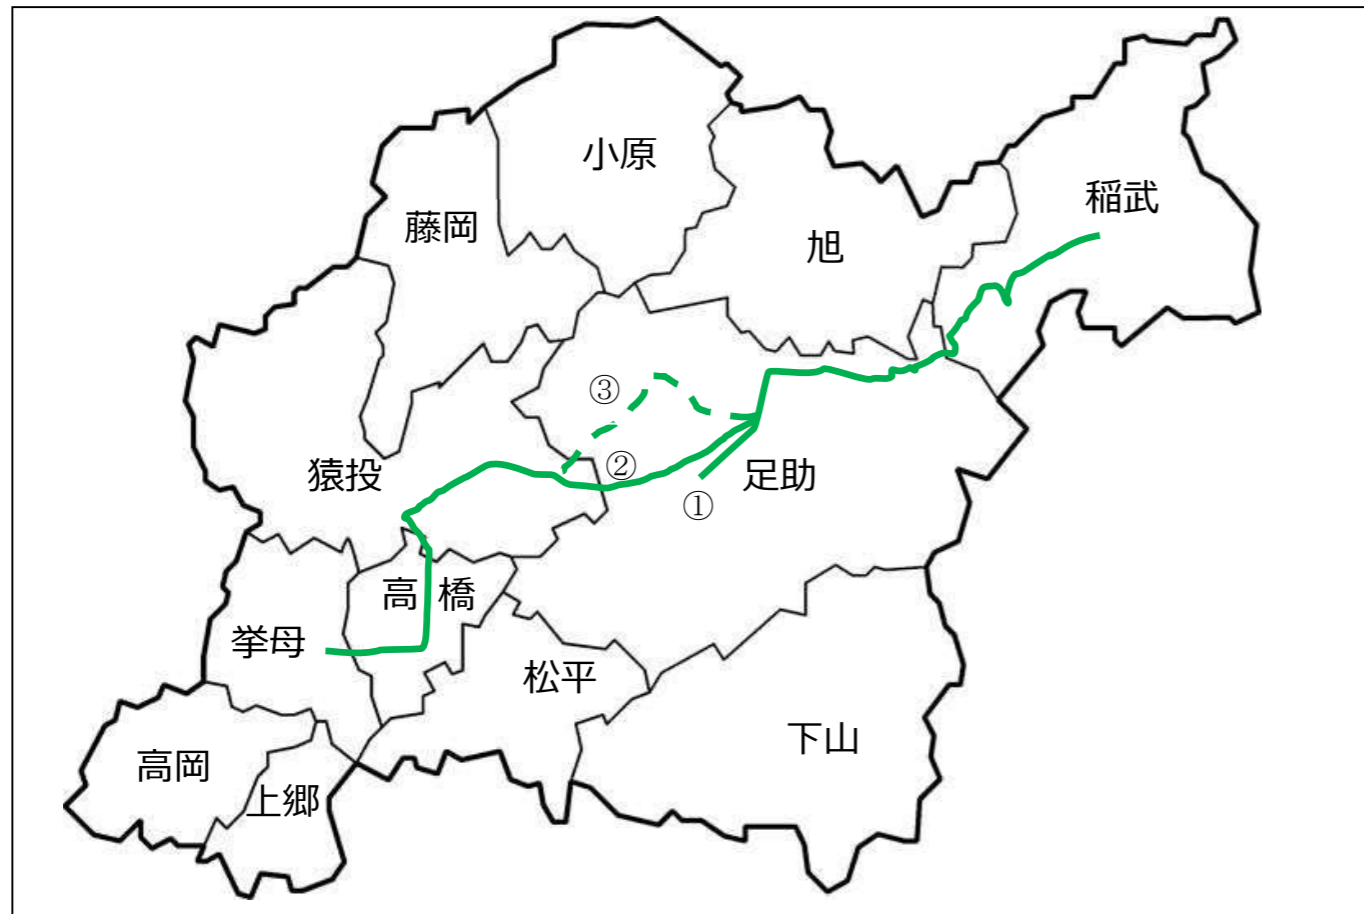 小原
稲武
藤岡
旭
③
②
猿投
足助
①
高橋
挙母
松平
下山
高岡
上郷